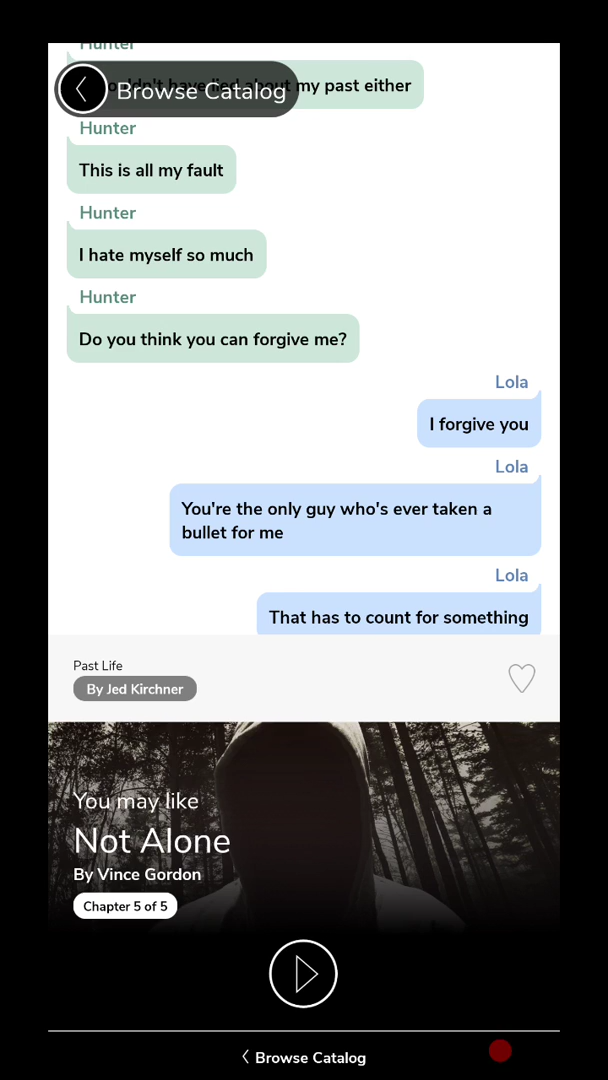 Hunter
my past either
Browse Catalog
Hunter
This is all my fault
Hunter
I hate myself so much
Hunter
Do you think you can forgive me?
Lola
I forgive you
Lola
You're the only guy who's ever taken a
bullet for me
Lola
That has to count for something
Past Life
By Jed Kirchner
You may like
Not Alone
By Vince Gordon
Chapter 5 of 5
Browse Catalog